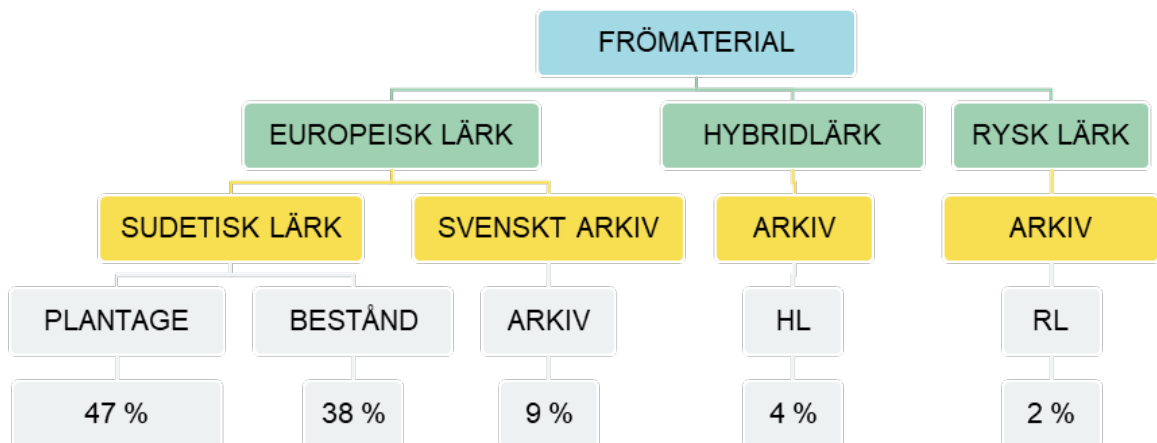 FRÖMATERIAL
EUROPEISK LÄRK
HYBRIDLÄRK
RYSK LÄRK
SUDETISK LÄRK
SVENSKT ARKIV
ARKIV
ARKIV
PLANTAGE
BESTÅND
ARKIV
HL
RL
47 %
38 %
9 %
4 %
2 %